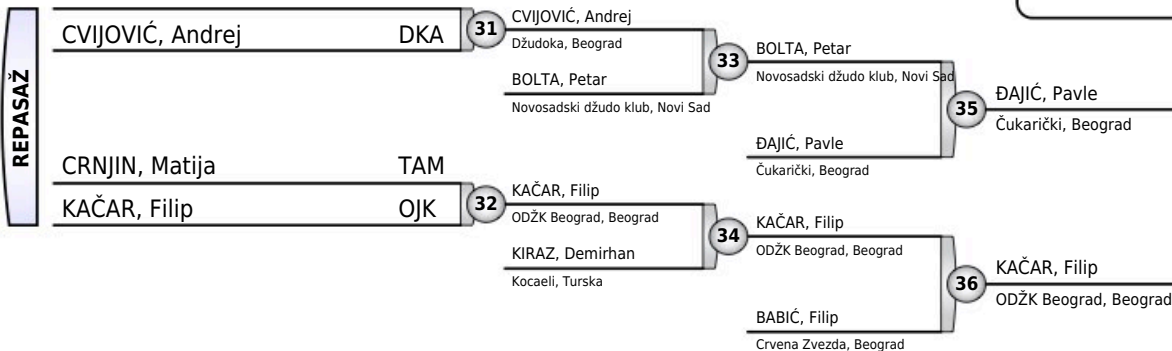 REPASAŽ
CVIJOVIĆ, Andrej DKA
31
CRNJIN, Matija TAM
KAČAR, Filip OJK
32
CVIJOVIĆ, Andrej
Džudoka, Beograd
BOLTA, Petar
Novosadski džudo klub, Novi Sad
33
KAČAR, Filip
ODŽK Beograd, Beograd
KIRAZ, Demirhan
Kocaeli, Turska
34
BOLTA, Petar
Novosadski džudo klub, Novi Sad
ĐAJIĆ, Pavle
Čukarički, Beograd
35
KAČAR, Filip
ODŽK Beograd, Beograd
BABIĆ, Filip
Crvena Zvezda, Beograd
36
ĐAJIĆ, Pavle
Čukarički, Beograd
KAČAR, Filip
ODŽK Beograd, Beograd